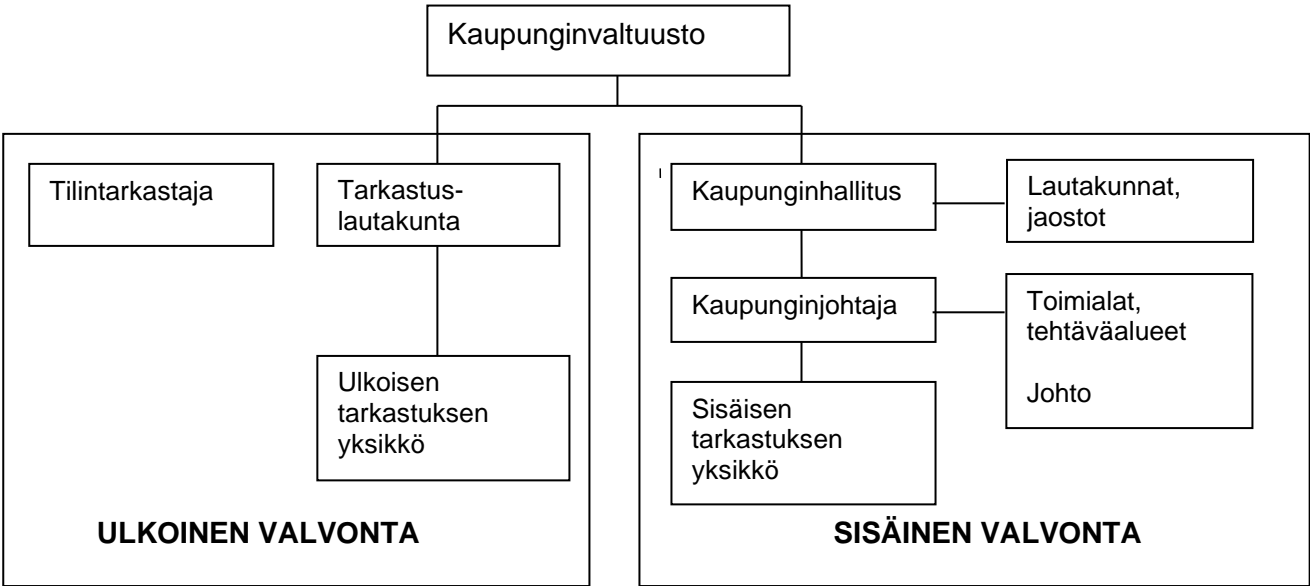 Kaupunginvaltuusto
Tilintarkastaja
Tarkastus-
lautakunta
Ulkoisen
tarkastuksen
yksikkö
ULKOINEN VALVONTA
Kaupunginhallitus
Lautakunnat,
jaostot
Kaupunginjohtaja
Toimialat,
tehtäväalueet
Johto
Sisäisen
tarkastuksen
yksikkö
SISÄINEN VALVONTA